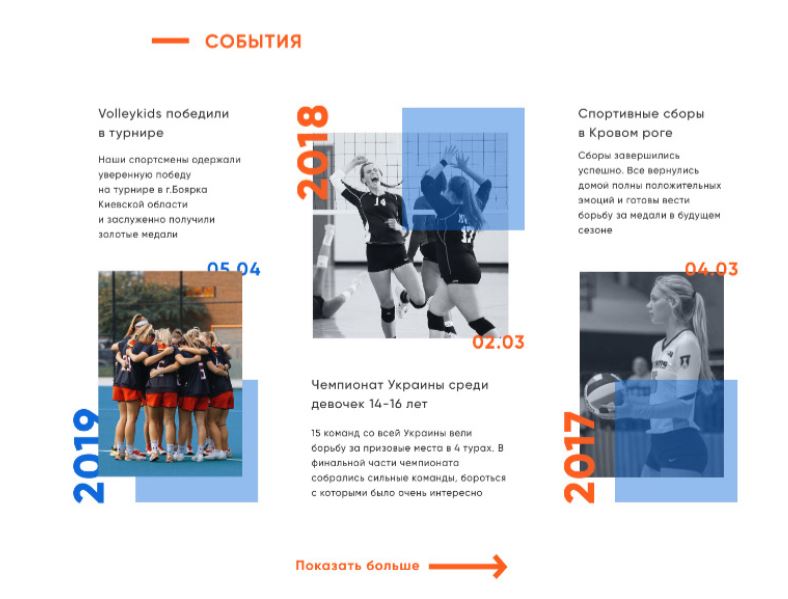 СОБЫТИЯ
Volleykids победили
в турнире
Наши спортсмены одержали
уверенную победу
на турнире в г.Боярка
Киевской области
и заслуженно получили
золотые медали
05.04
2019
2018
14
17
02.03
Чемпионат Украины среди
девочек 14-16 лет
15 команд со всей Украины вели
борьбу за призовые места в 4 турах. В
финальной части чемпионата
собрались сильные команды, бороться
с которыми было очень интересно
Спортивные сборы
в Кровом роге
Сборы завершились
успешно. Все вернулись
домой полны положительных
эмоций и готовы вести
борьбу за медали в будущем
сезоне
04.03
2017
Показать больше